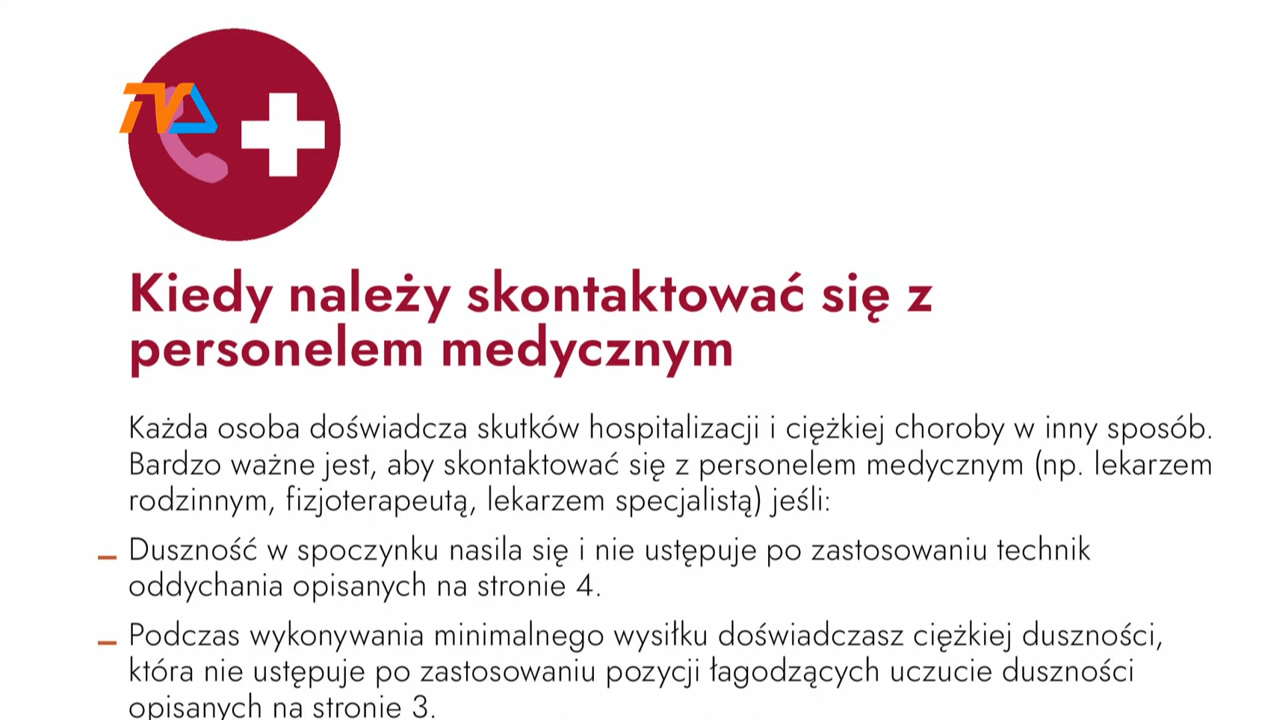 TVA
Kiedy należy skontaktować się z
personelem medycznym
Każda osoba doświadcza skutków hospitalizacji i ciężkiej choroby w inny sposób.
Bardzo ważne jest, aby skontaktować się z personelem medycznym (np. lekarzem
rodzinnym, fizjoterapeutą, lekarzem specjalistą) jeśli:
– Duszność w spoczynku nasila się i nie ustępuje po zastosowaniu technik
oddychania opisanych na stronie 4.
– Podczas wykonywania minimalnego wysiłku doświadczasz ciężkiej duszności,
która nie ustępuje po zastosowaniu pozycji łagodzących uczucie duszności
opisanych na stronie 3.